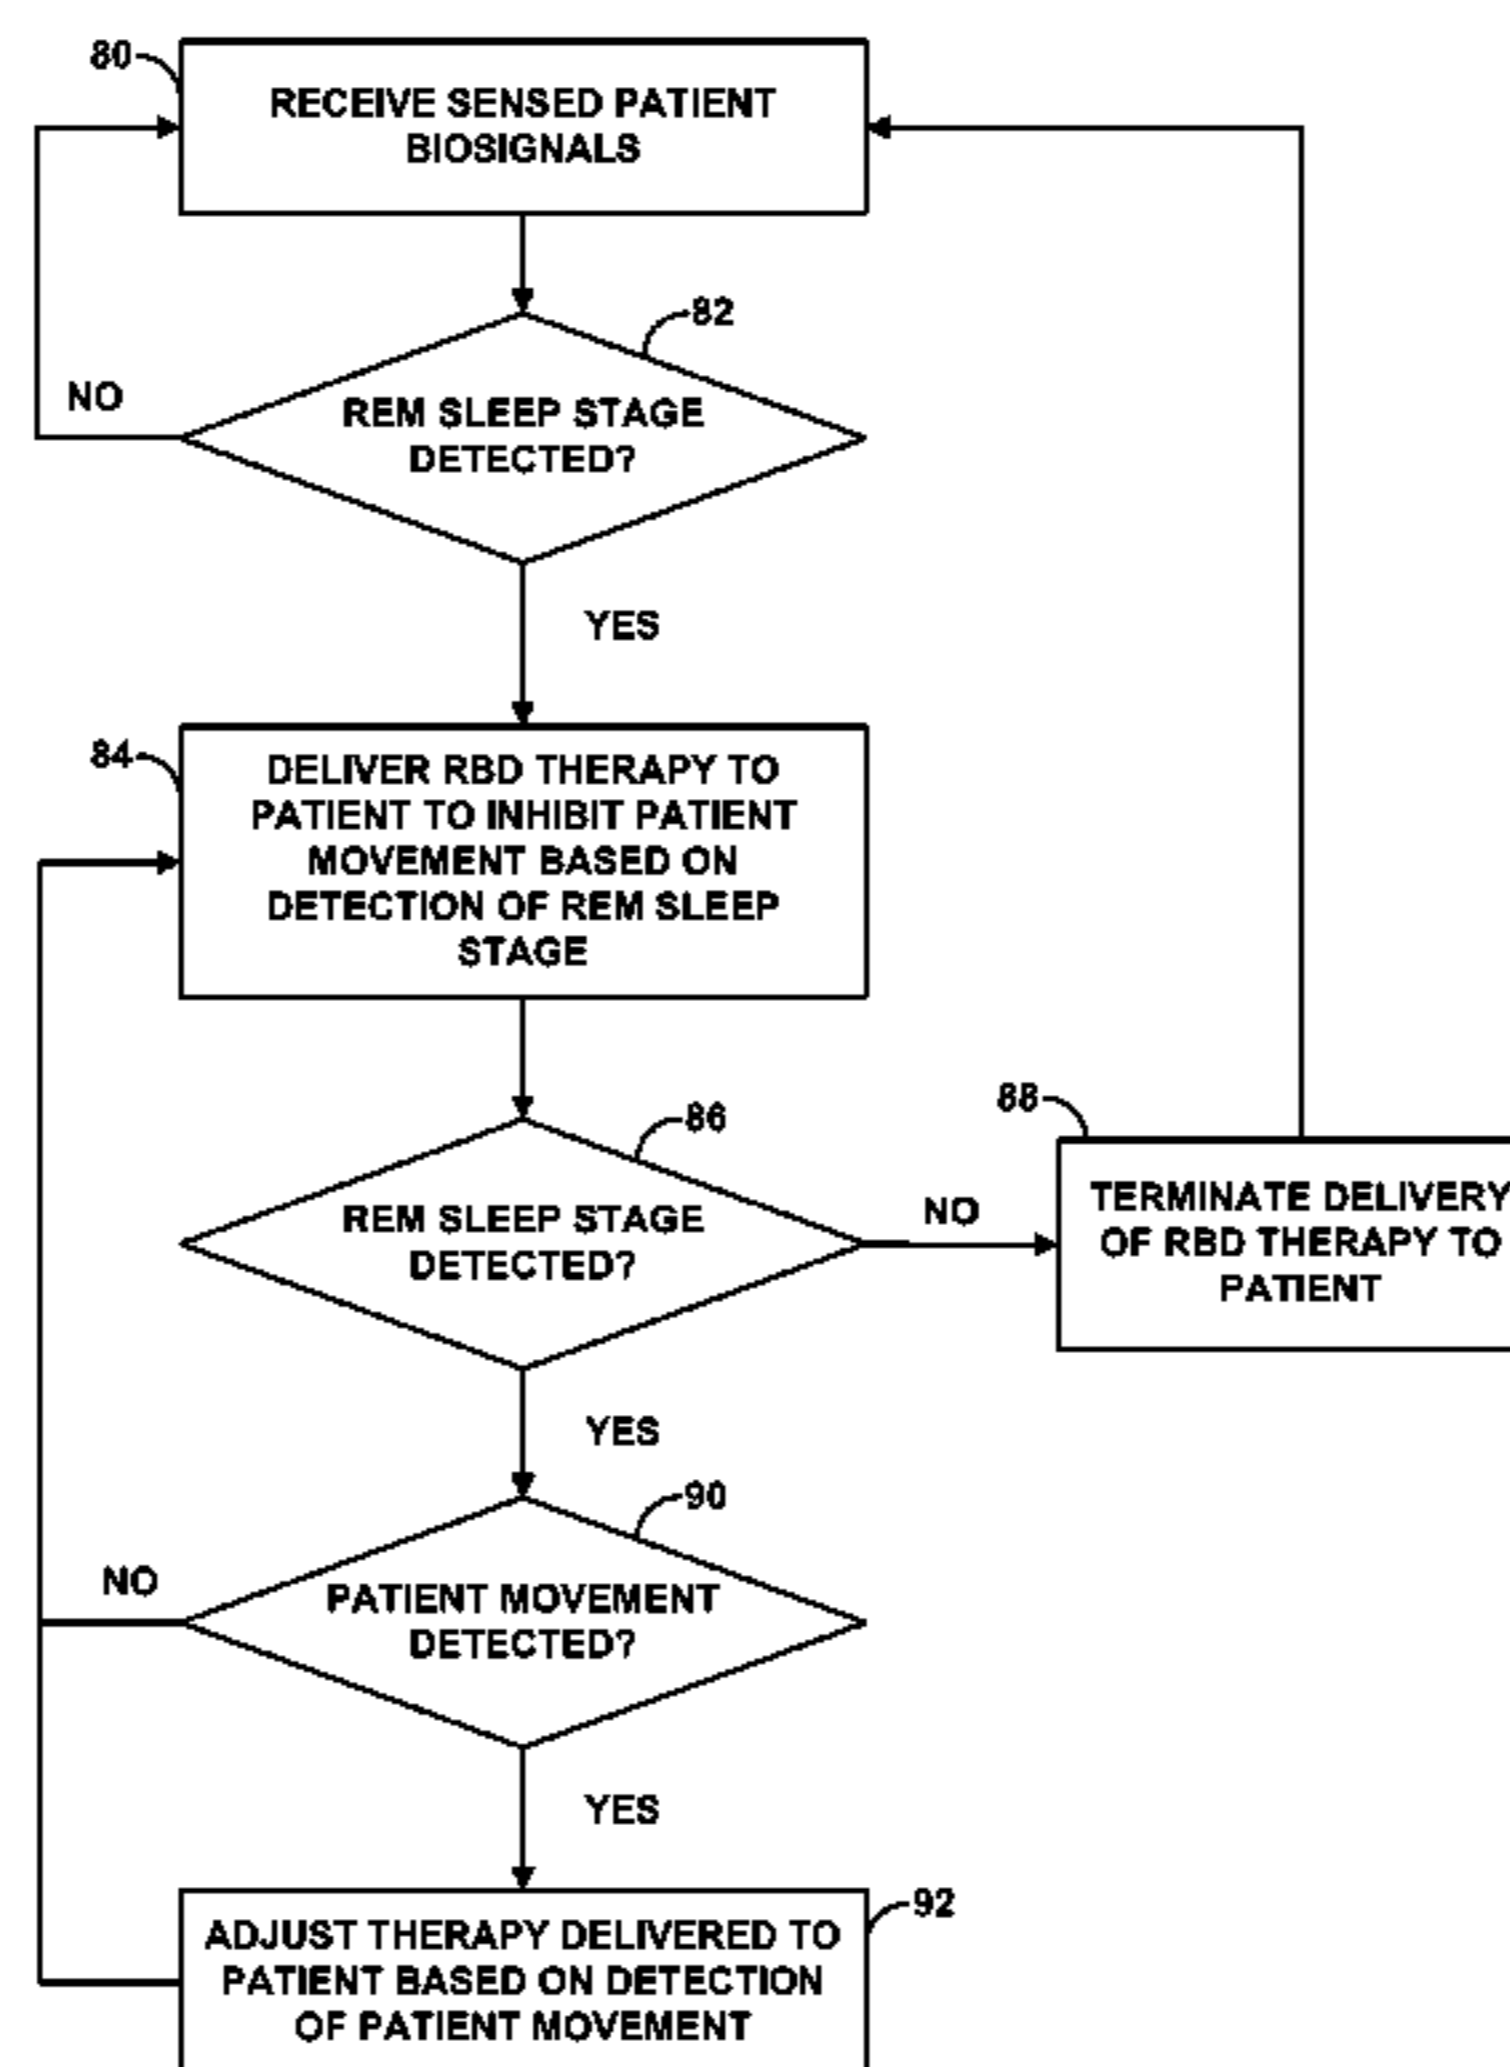 80
RECEIVE SENSED PATIENT
BIOSIGNALS
82
NO
REM SLEEP STAGE
DETECTED?
YES
84
DELIVER RBD THERAPY TO
PATIENT TO INHIBIT PATIENT
MOVEMENT BASED ON
DETECTION OF REM SLEEP
STAGE
86
REM SLEEP STAGE
DETECTED?
NO
88
TERMINATE DELIVERY
OF RBD THERAPY TO
PATIENT
YES
90
NO
PATIENT MOVEMENT
DETECTED?
YES
92
ADJUST THERAPY DELIVERED TO
PATIENT BASED ON DETECTION
OF PATIENT MOVEMENT